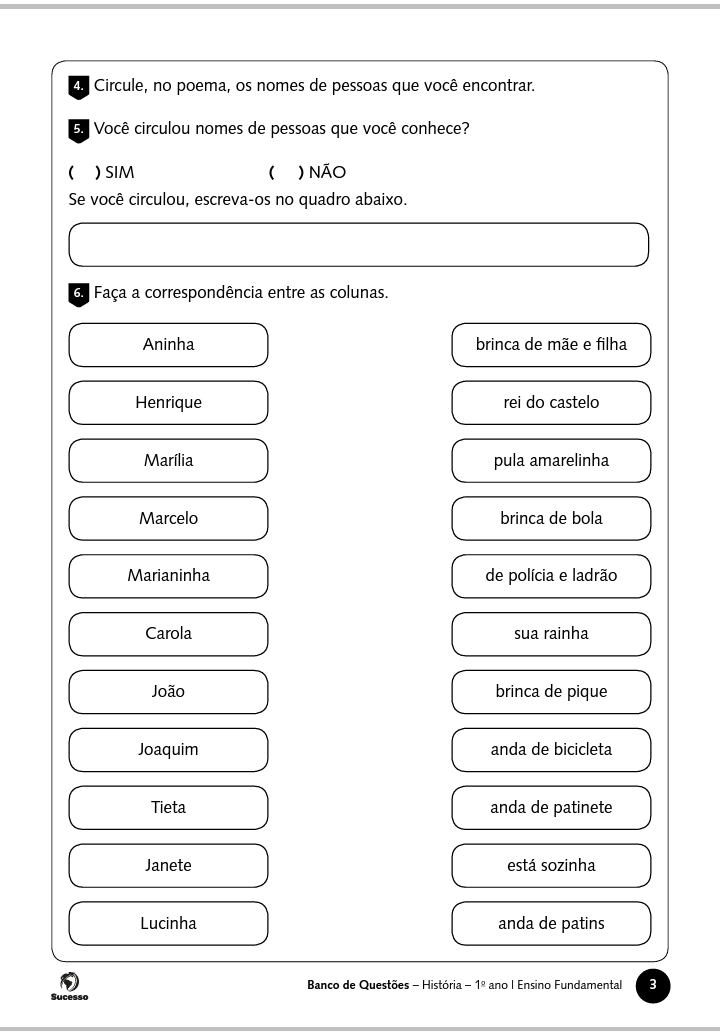 4. Circule, no poema, os nomes de pessoas que você encontrar.
5. Você circulou nomes de pessoas que você conhece?
( ) SIM ( ) NÃO
Se você circulou, escreva-os no quadro abaixo.
6. Faça a correspondência entre as colunas.
Aninha brinca de mãe e filha
Henrique rei do castelo
Marília pula amarelinha
Marcelo brinca de bola
Marianinha de polícia e ladrão
Carola sua rainha
João brinca de pique
Joaquim anda de bicicleta
Tieta anda de patinete
Janete está sozinha
Lucinha anda de patins
Sucesso
Banco de Questões – História – 1º ano I Ensino Fundamental 3